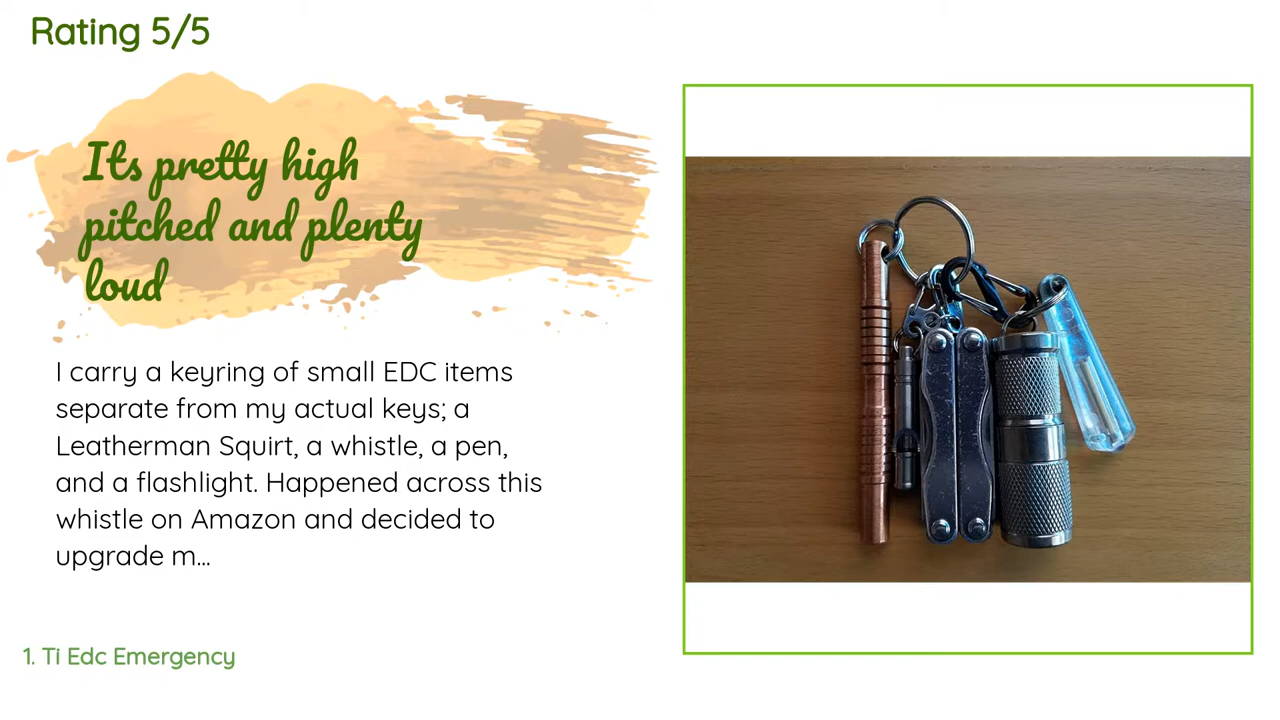 Rating 5/5
Its pretty high
pitched and plenty
loud
I carry a keyring of small EDC items
separate from my actual keys; a
Leatherman Squirt, a whistle, a pen,
and a flashlight. Happened across this
whistle on Amazon and decided to
upgrade m...
1. Ti Edc Emergency